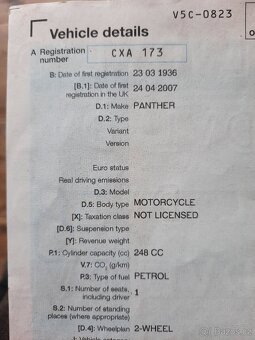 V5C-0823
Vehicle details
A Registration number CXA 173
B: Date of first registration 23 03 1936
[B.1]: Date of first registration in the UK 24 04 2007
D.1: Make PANTHER
D.2: Type
Variant
Version
Euro status
Real driving emissions
D.3: Model
D.5: Body type MOTORCYCLE
[X]: Taxation class NOT LICENSED
[D.6]: Suspension type
[Y]: Revenue weight
P.1: Cylinder capacity (cc) 248 CC
V.7: CO2 (g/km)
P.3: Type of fuel PETROL
S.1: Number of seats, including driver 1
S.2: Number of standing places (where appropriate)
[D.4]: Wheelplan 2-WHEEL